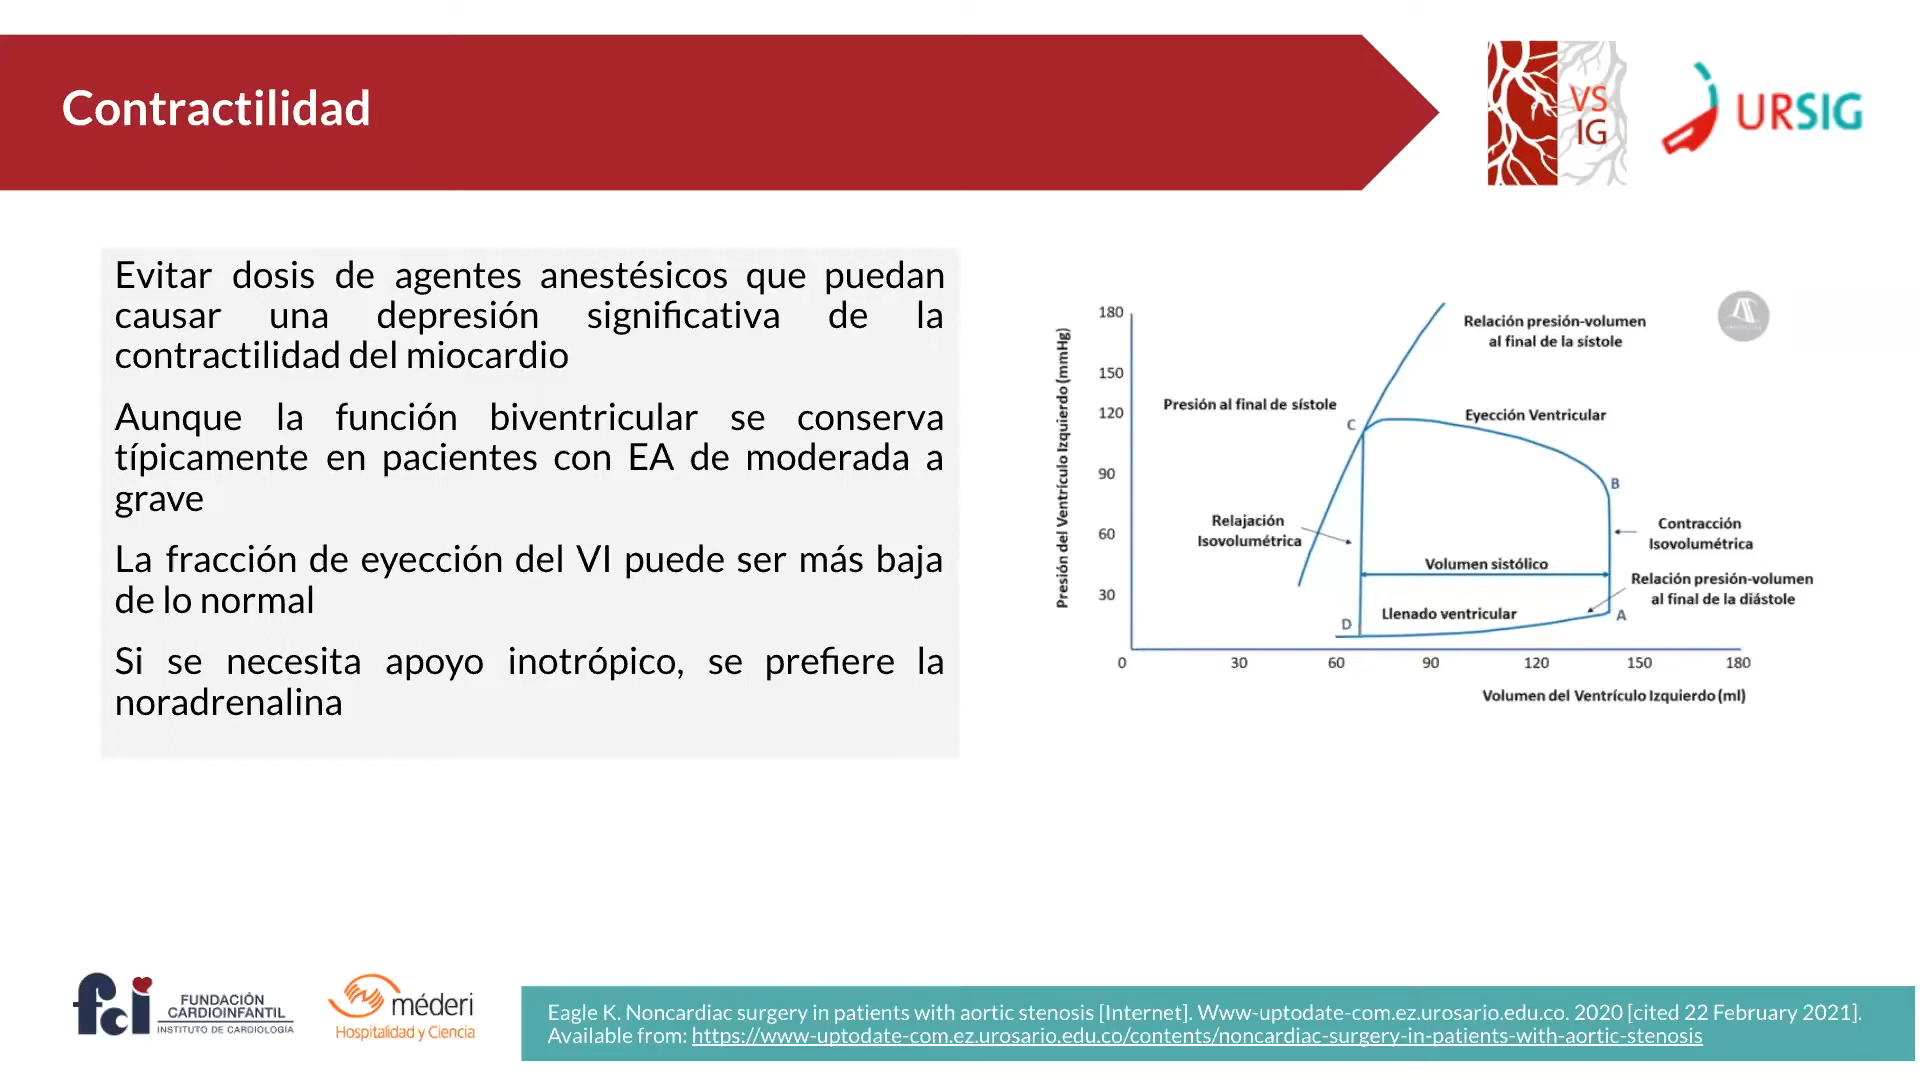 Contractilidad
VS
IG
URSIG
Evitar dosis de agentes anestésicos que puedan
causar una depresión significativa de la
contractilidad del miocardio
Aunque la función biventricular se conserva
típicamente en pacientes con EA de moderada a
grave
La fracción de eyección del VI puede ser más baja
de lo normal
Si se necesita apoyo inotrópico, se prefiere la
noradrenalina
Presión del Ventrículo Izquierdo (mmHg)
180
150
120
90
60
30
Relación presión-volumen
al final de la sístole
Presión al final de sístole
C
Eyección Ventricular
B
Relajación
Isovolumétrica
Contracción
Isovolumétrica
Volumen sistólico
Relación presión-volumen
al final de la diástole
Llenado ventricular
A
D
0 30 60 90 120 150 180
Volumen del Ventrículo Izquierdo (ml)
fci
FUNDACIÓN
CARDIOINFANTIL
INSTITUTO DE CARDIOLOGÍA
méderi
Hospitalidad y Ciencia
Eagle K. Noncardiac surgery in patients with aortic stenosis [Internet]. Www-uptodate-com.ez.urosario.edu.co. 2020 [cited 22 February 2021].
Available from: https://www-uptodate-com.ez.urosario.edu.co/contents/noncardiac-surgery-in-patients-with-aortic-stenosis